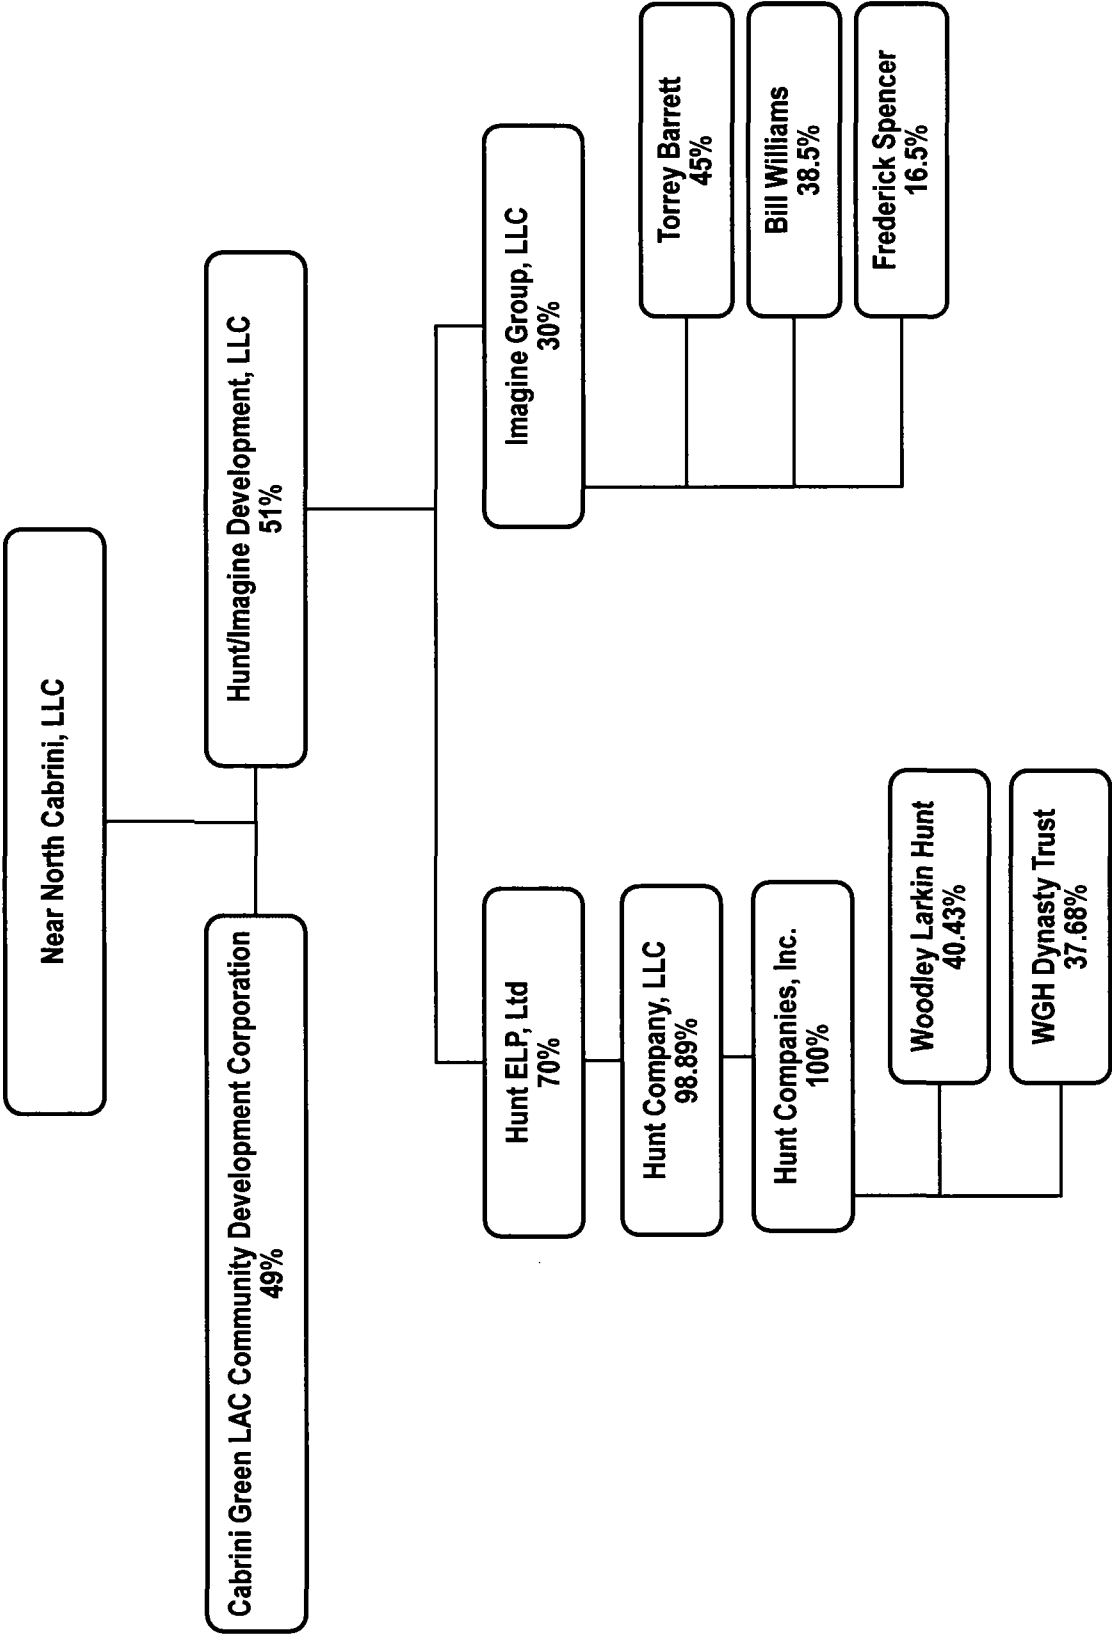 Near North Cabrini, LLC
Cabrini Green LAC Community Development Corporation
49%
Hunt/Imagine Development, LLC
51%
Hunt ELP, Ltd
70%
Imagine Group, LLC
30%
Hunt Company, LLC
98.89%
Hunt Companies, Inc.
100%
Woodley Larkin Hunt
40.43%
WGH Dynasty Trust
37.68%
Torrey Barrett
45%
Bill Williams
38.5%
Frederick Spencer
16.5%